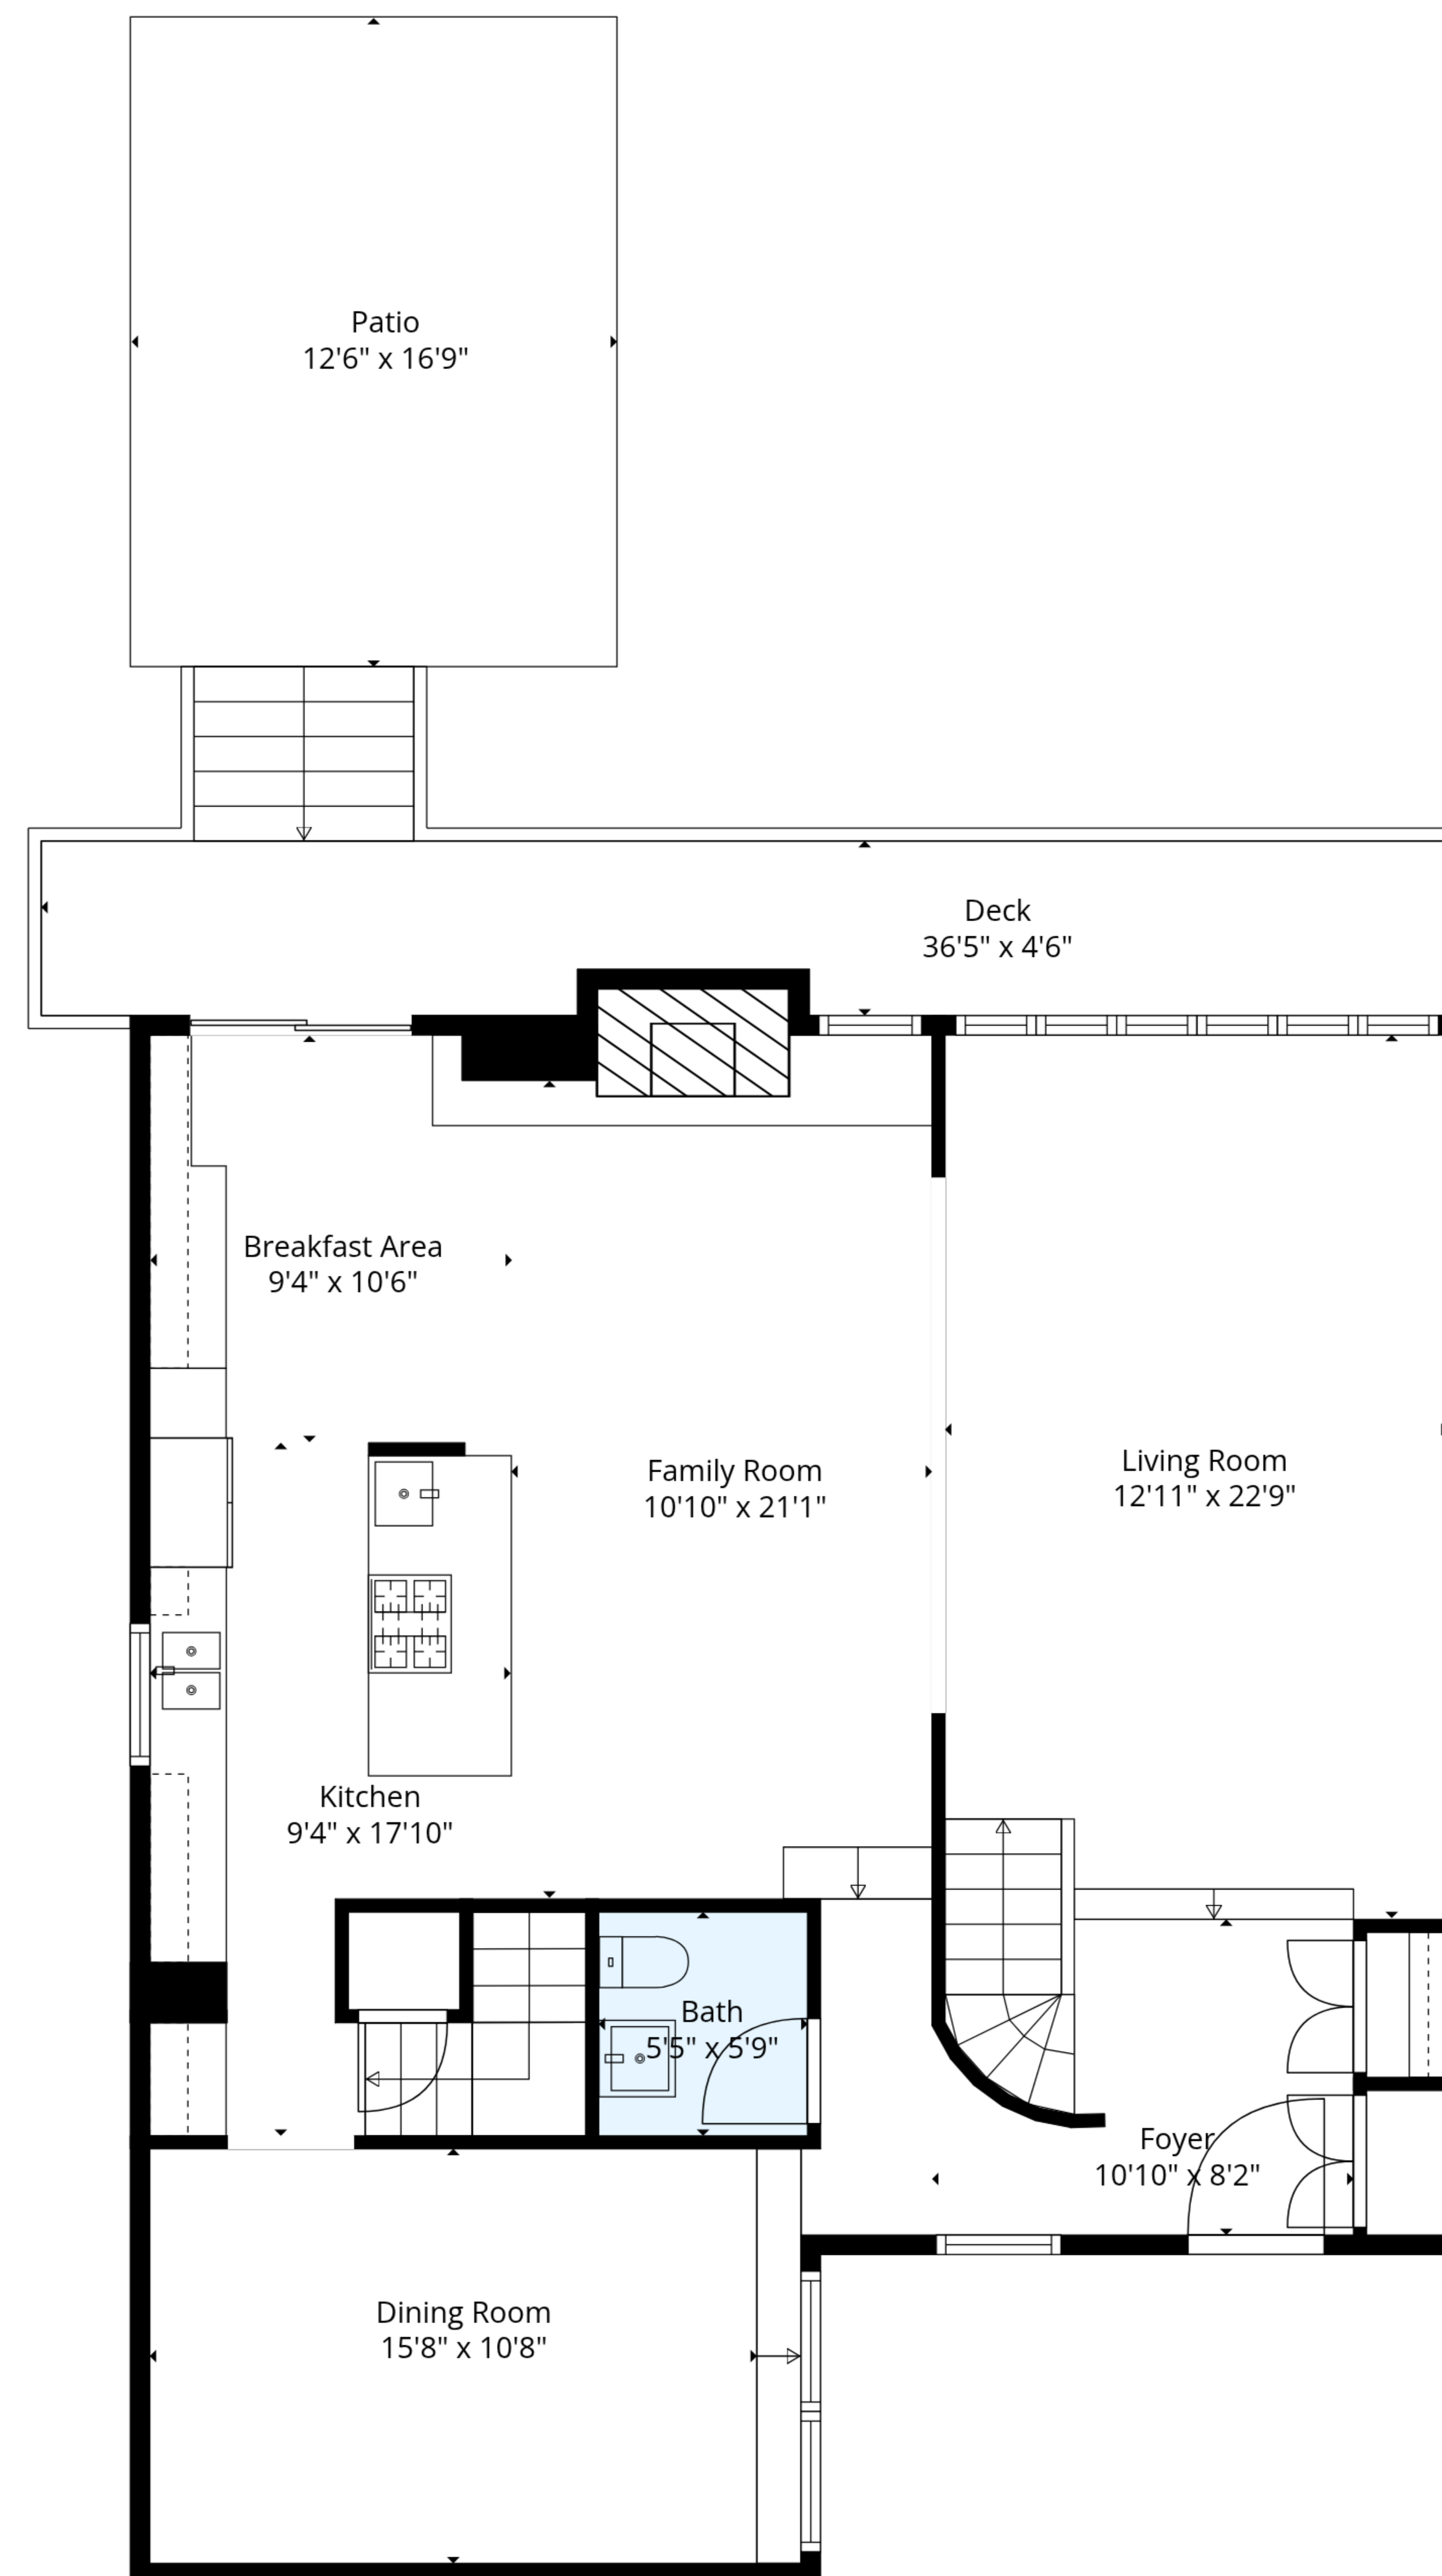 Patio
12'6" x 16'9"
Deck
36'5" x 4'6"
Breakfast Area
9'4" x 10'6"
Family Room
10'10" x 21'1"
Living Room
12'11" x 22'9"
Kitchen
9'4" x 17'10"
Bath
5'5" x 5'9"
Foyer
10'10" x 8'2"
Dining Room
15'8" x 10'8"